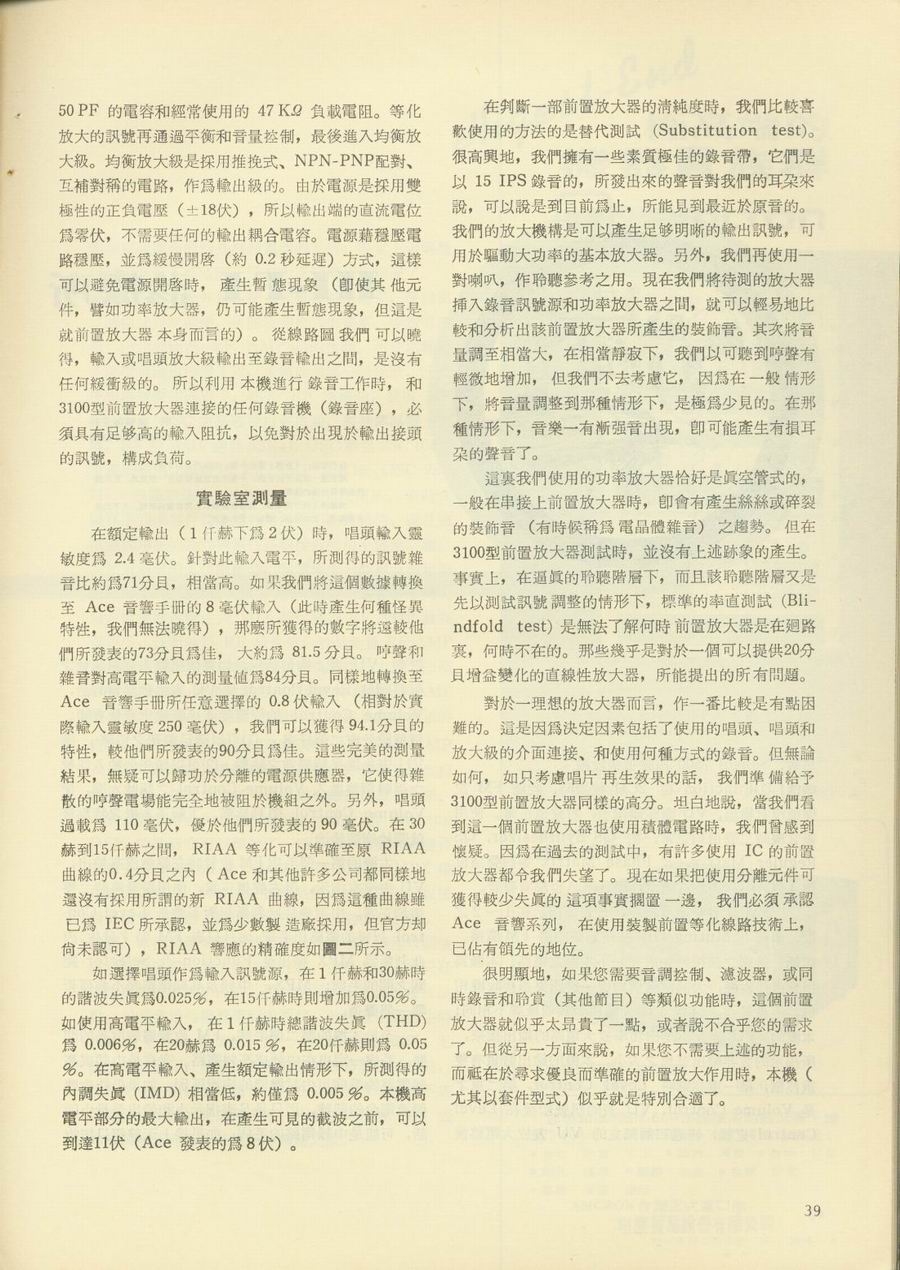 50 PF 的電容和經常使用的 47 KΩ 負載電阻。等化
放大的訊號再通過平衡和音量控制，最後進入均衡放
大級。均衡放大級是採用推挽式、NPN-PNP配對、
互補對稱的電路，作爲輸出級的。由於電源是採用雙
極性的正負電壓（±18伏），所以輸出端的直流電位
爲零伏，不需要任何的輸出耦合電容。電源藉穩壓電
路穩壓，並爲緩慢開啓（約 0.2 秒延遲）方式，這樣
可以避免電源開啓時， 產生暫 態現象 （卽使其 他元
件，譬如功率放大器，仍可能產生暫態現象，但這是
就前置放大器 本身而言的）。 從線路圖 我們 可以曉
得，輸入或唱頭放大級輸出至錄音輸出之間，是沒有
任何緩衝級的。 所以利用 本機進行 錄音工作時， 和
3100型前置放大器連接的任何錄音機（錄音座），必
須具有足够高的輸入阻抗，以免對於出現於輸出接頭
的訊號，構成負荷。
實驗室測量
在額定輸出（ 1 仟赫下爲 2 伏）時，唱頭輸入靈
敏度爲 2.4 毫伏。針對此輸入電平，所測得的訊號雜
音比約爲71分貝，相當高。如果我們將這個數據轉換
至 Ace 音響手册的 8 毫伏輸入（此時產生何種怪異
特性，我們無法曉得），那麽所獲得的數字將遠較他
們所發表的73分貝爲佳， 大約爲 81.5 分貝。 哼聲和
雜音對高電平輸入的測量値爲84分貝。同樣地轉換至
Ace 音響手册所任意選擇的 0.8 伏輸入 （相對於實
際輸入靈敏度 250 毫伏），我們可以獲得 94.1分貝的
特性，較他們所發表的90分貝爲佳。這些完美的測量
結果，無疑可以歸功於分離的電源供應器，它使得雜
散的哼聲電場能完全地被阻於機組之外。另外，唱頭
過載爲 110 毫伏，優於他們所發表的 90 毫伏。在 30
赫到15仟赫之間， RIAA 等化可以準確至原 RIAA
曲線的0.4分貝之內（ Ace 和其他許多公司都同樣地
還沒有採用所謂的新 RIAA 曲線，因爲這種曲線雖
已爲 IEC 所承認，並爲少數製 造廠採用，但官方却
尙未認可），RIAA 響應的精確度如圖二所示。
如選擇唱頭作爲輸入訊號源，在 1 仟赫和30赫時
的諧波失眞爲0.025%，在15仟赫時則增加爲0.05%。
如使用高電平輸入， 在 1 仟赫時總諧波失眞 (THD)
爲 0.006%，在20赫爲 0.015 %，在20仟赫則爲 0.05
%。在高電平輸入、產生額定輸出情形下，所測得的
內調失眞 (IMD) 相當低，約僅爲 0.005 %。本機高
電平部分的最大輸出，在產生可見的截波之前，可以
到達11伏（Ace 發表的爲 8 伏）。
在判斷一部前置放大器的清純度時，我們比較喜
歡使用的方法的是替代測試 (Substitution test)。
很高興地，我們擁有一些素質極佳的錄音帶，它們是
以 15 IPS 錄音的，所發出來的聲音對我們的耳朶來
說，可以說是到目前爲止，所能見到最近於原音的。
我們的放大機構是可以產生足够明晰的輸出訊號，可
用於驅動大功率的基本放大器。另外，我們再使用一
對喇叭，作聆聽參考之用。現在我們將待測的放大器
揷入錄音訊號源和功率放大器之間，就可以輕易地比
較和分析出該前置放大器所產生的裝飾音。其次將音
量調至相當大，在相當靜寂下，我們以可聽到哼聲有
輕微地增加， 但我們不去考慮它， 因爲在 一般 情形
下，將音量調整到那種情形下，是極爲少見的。在那
種情形下，音樂一有漸强音出現，卽可能產生有損耳
朶的聲音了。
這裏我們使用的功率放大器恰好是眞空管式的，
一般在串接上前置放大器時，卽會有產生絲絲或碎裂
的裝飾音 （有時候稱爲 電晶體雜音） 之趨勢。 但在
3100型前置放大器測試時，並沒有上述跡象的產生。
事實上，在逼眞的聆聽階層下，而且該聆聽階層又是
先以測試訊號 調整的情形下，標準的率直測試 (Bli-
ndfold test) 是無法了解何時 前置放大器是在廻路
裏，何時不在的。那些幾乎是對於一個可以提供20分
貝增益變化的直線性放大器，所能提出的所有問題。
對於一理想的放大器而言，作一番比較是有點困
難的。這是因爲決定因素包括了使用的唱頭、唱頭和
放大級的介面連接、和使用何種方式的錄音。但無論
如何， 如只考慮唱片 再生效果的話， 我們準 備給予
3100型前置放大器同樣的高分。坦白地說，當我們看
到這一個前置放大器也使用積體電路時，我們曾感到
懷疑。因爲在過去的測試中，有許多使用 IC 的前置
放大器都令我們失望了。現在如果把使用分離元件可
獲得較少失眞的 這項事實擱置 一邊， 我們必須 承認
Ace 音響系列， 在使用裝製前置等化線路技術上，
已佔有領先的地位。
很明顯地，如果您需要音調控制、濾波器，或同
時錄音和聆賞（其他節目）等類似功能時，這個前置
放大器就似乎太昂貴了一點，或者說不合乎您的需求
了。但從另一方面來說，如果您不需要上述的功能，
而祗在於尋求優良而準確的前置放大作用時，本機（
尤其以套件型式）似乎就是特別合適了。
39